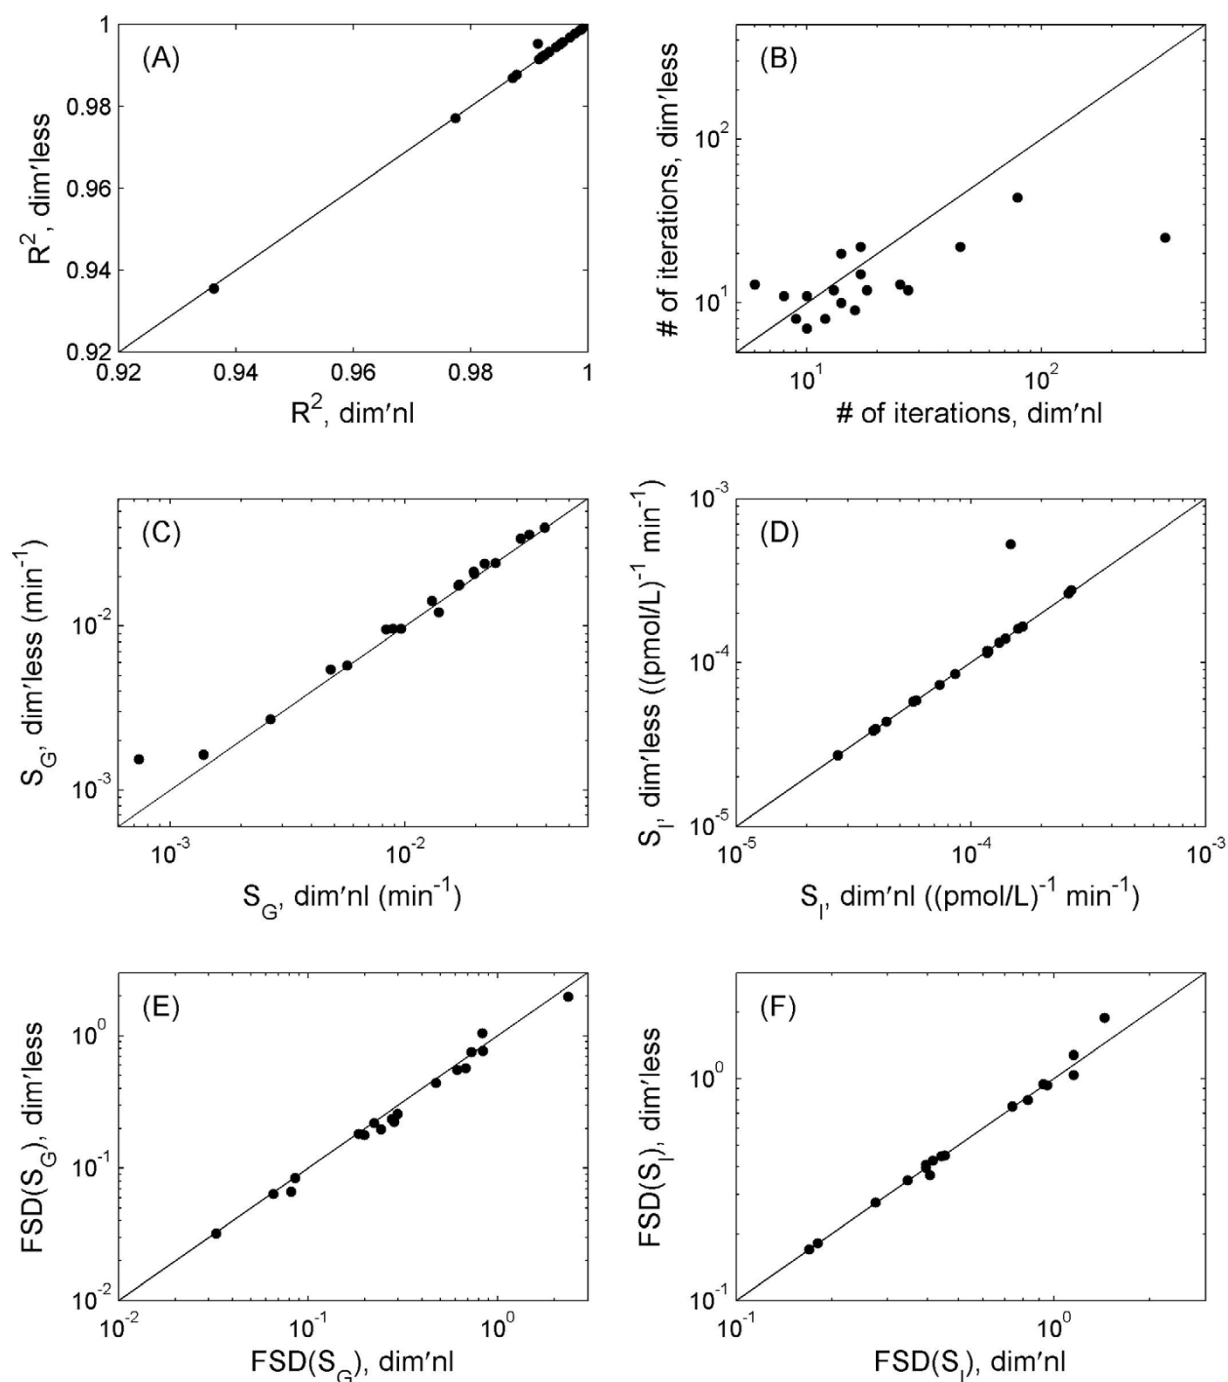 (A)
1
0.98
0.96
0.94
0.92
0.92
0.94
0.96
0.98
1
R², dim′less
R², dim′nl
(B)
10²
10¹
10¹
10²
# of iterations, dim′less
# of iterations, dim′nl
(C)
10⁻²
10⁻³
10⁻³
10⁻²
S_G, dim′less (min⁻¹)
S_G, dim′nl (min⁻¹)
(D)
10⁻³
10⁻⁴
10⁻⁵
10⁻⁵
10⁻⁴
10⁻³
S_I, dim′less ((pmol/L)⁻¹ min⁻¹)
S_I, dim′nl ((pmol/L)⁻¹ min⁻¹)
(E)
10⁰
10⁻¹
10⁻²
10⁻²
10⁻¹
10⁰
FSD(S_G), dim′less
FSD(S_G), dim′nl
(F)
10⁰
10⁻¹
10⁻¹
10⁰
FSD(S_I), dim′less
FSD(S_I), dim′nl